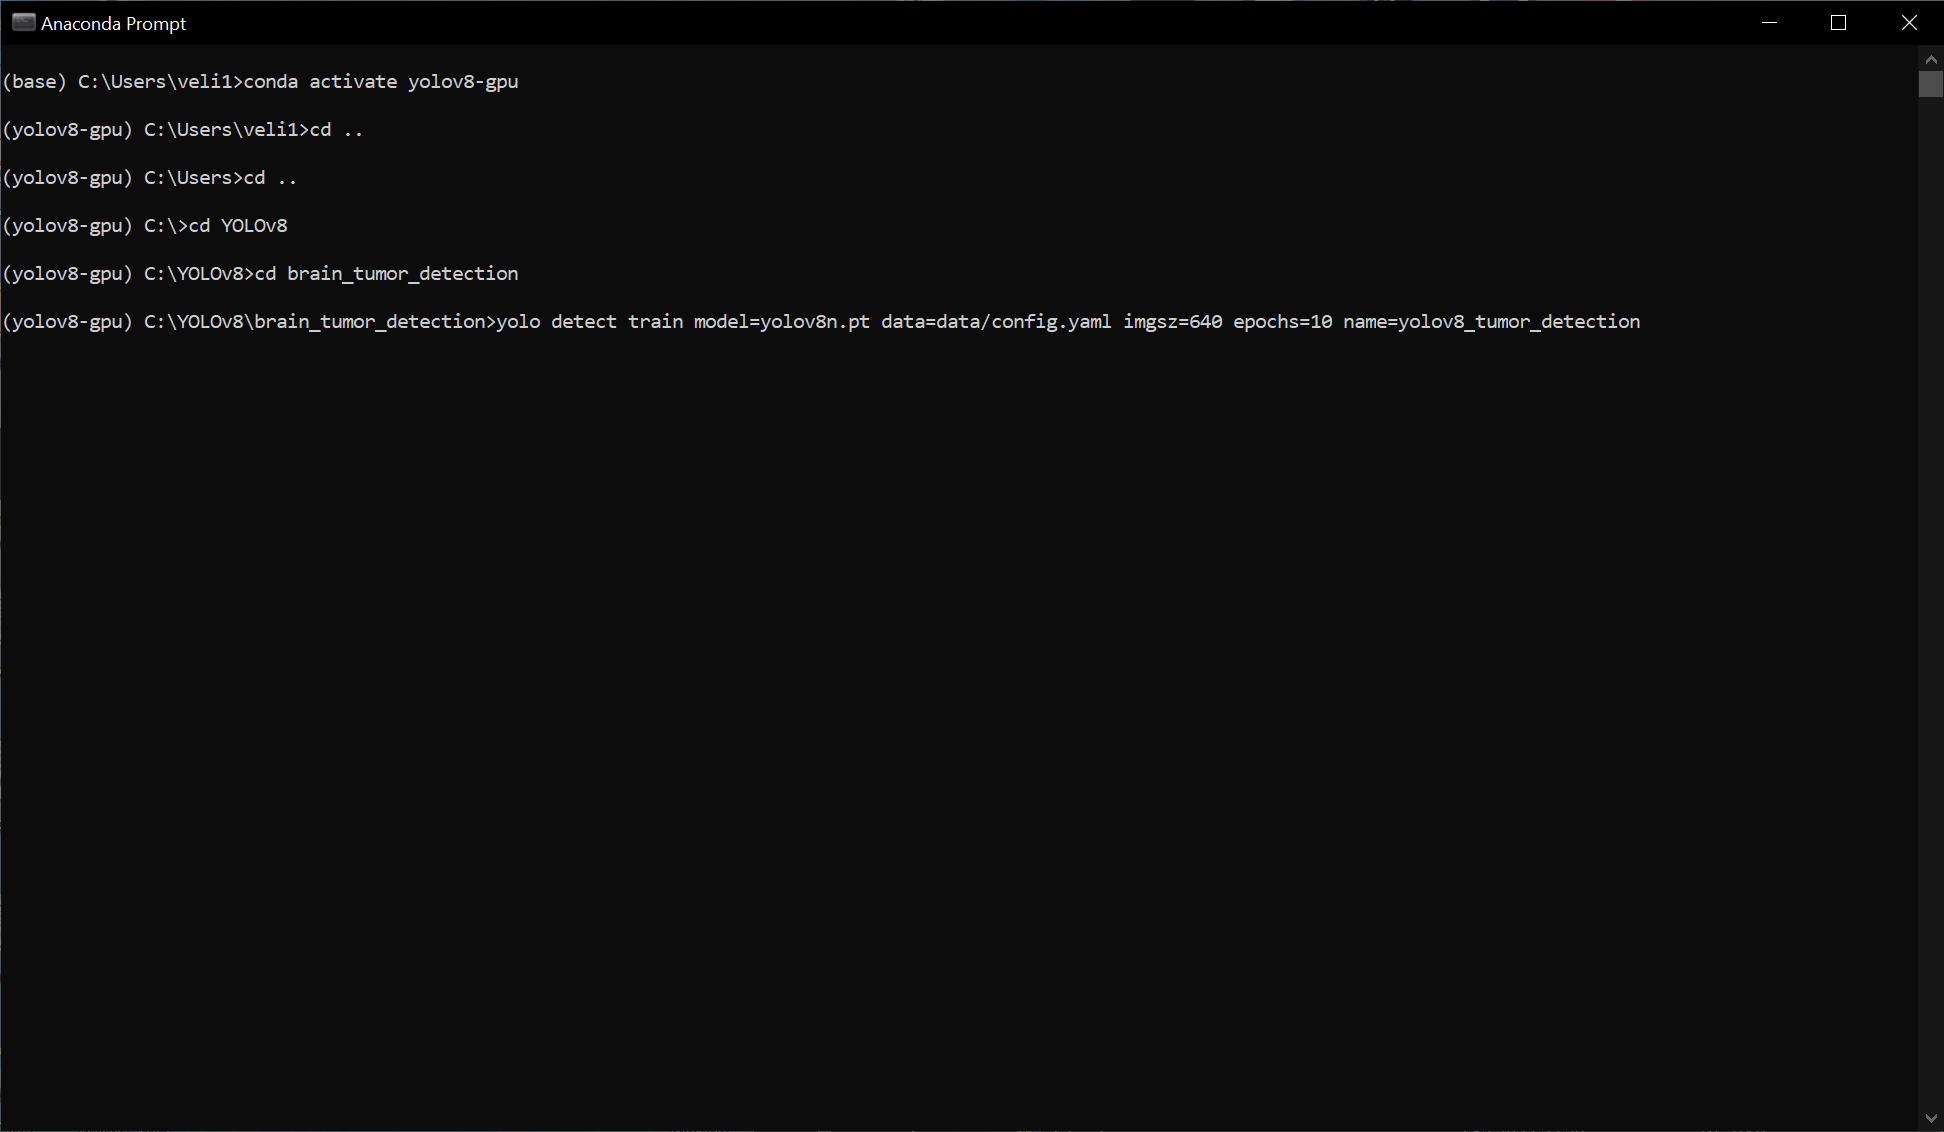 Anaconda Prompt
(base) C:\Users\veli1>conda activate yolov8-gpu
(yolov8-gpu) C:\Users\veli1>cd ..
(yolov8-gpu) C:\Users>cd ..
(yolov8-gpu) C:\>cd YOLOv8
(yolov8-gpu) C:\YOLOv8>cd brain_tumor_detection
(yolov8-gpu) C:\YOLOv8\brain_tumor_detection>yolo detect train model=yolov8n.pt data=data/config.yaml imgsz=640 epochs=10 name=yolov8_tumor_detection